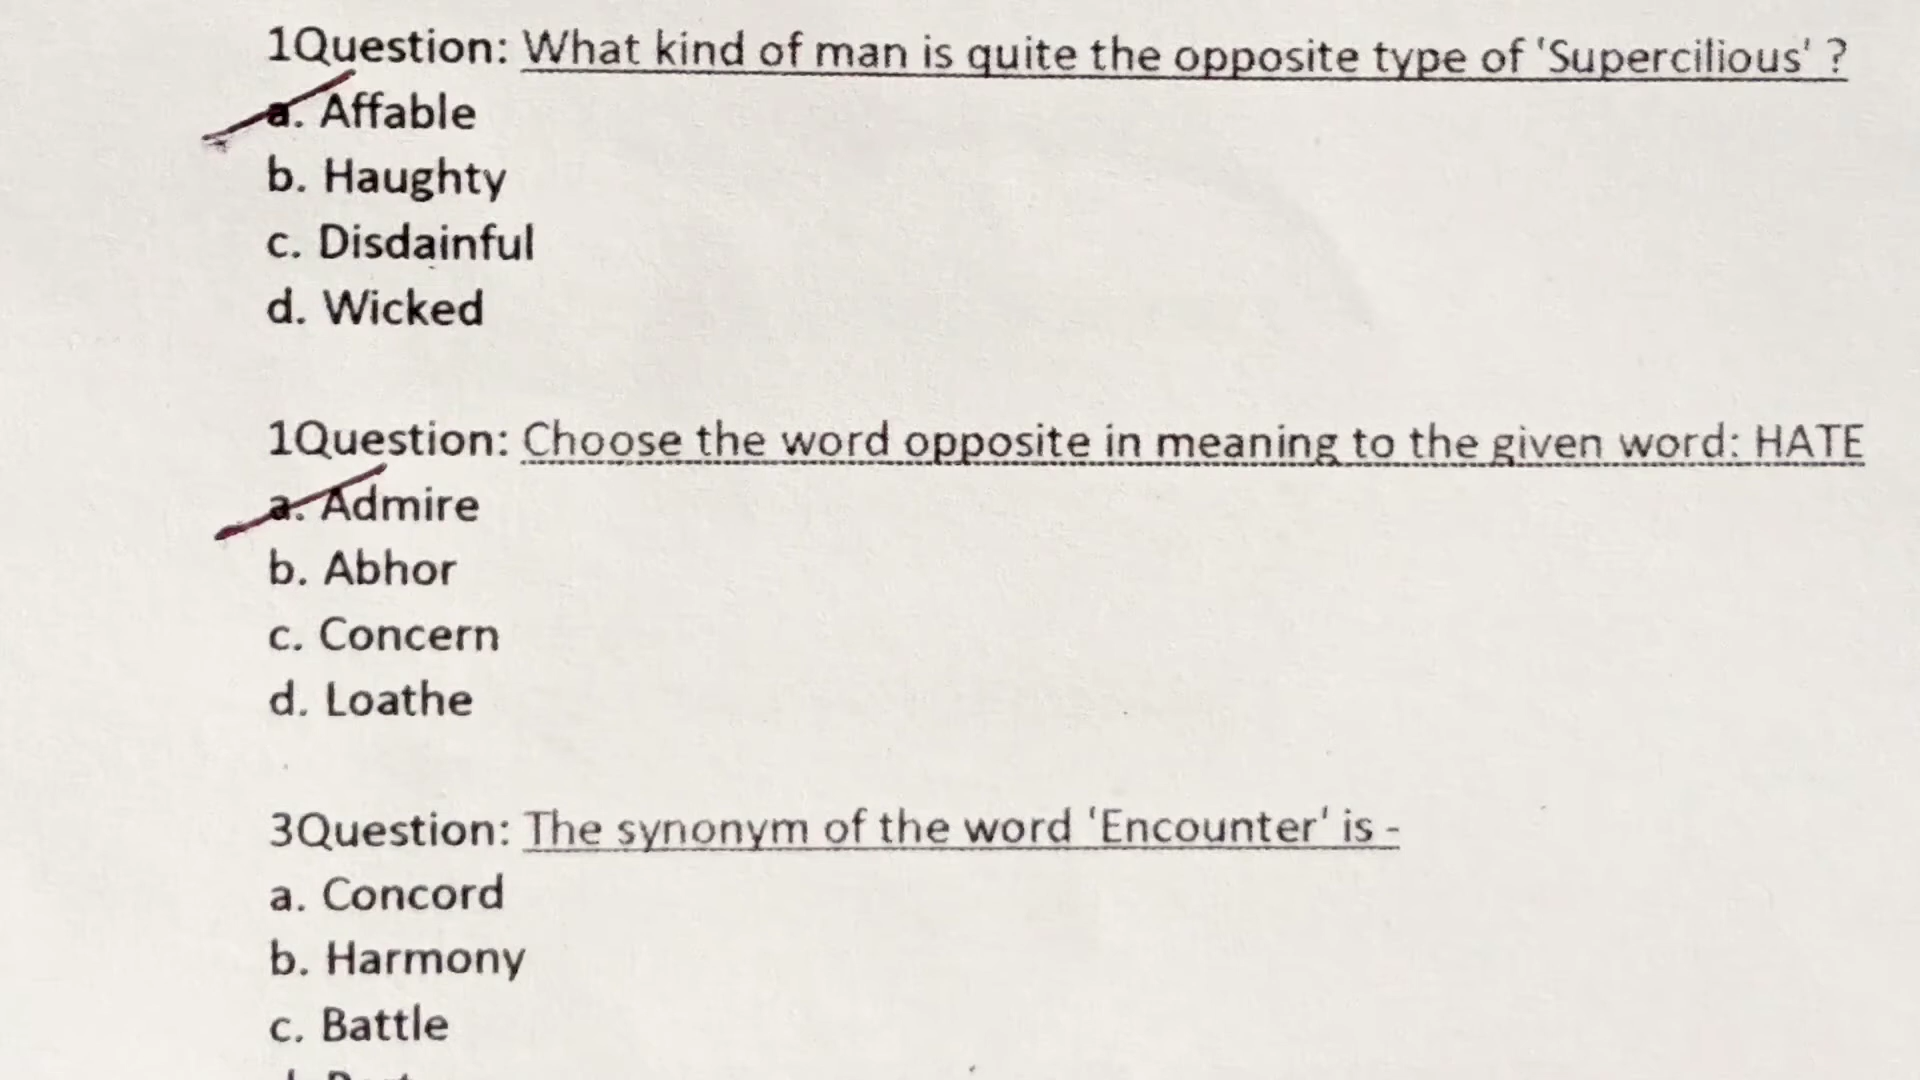 1Question: What kind of man is quite the opposite type of 'Supercilious' ?
a. Affable
b. Haughty
c. Disdainful
d. Wicked
1Question: Choose the word opposite in meaning to the given word: HATE
a. Admire
b. Abhor
c. Concern
d. Loathe
3Question: The synonym of the word 'Encounter' is -
a. Concord
b. Harmony
c. Battle